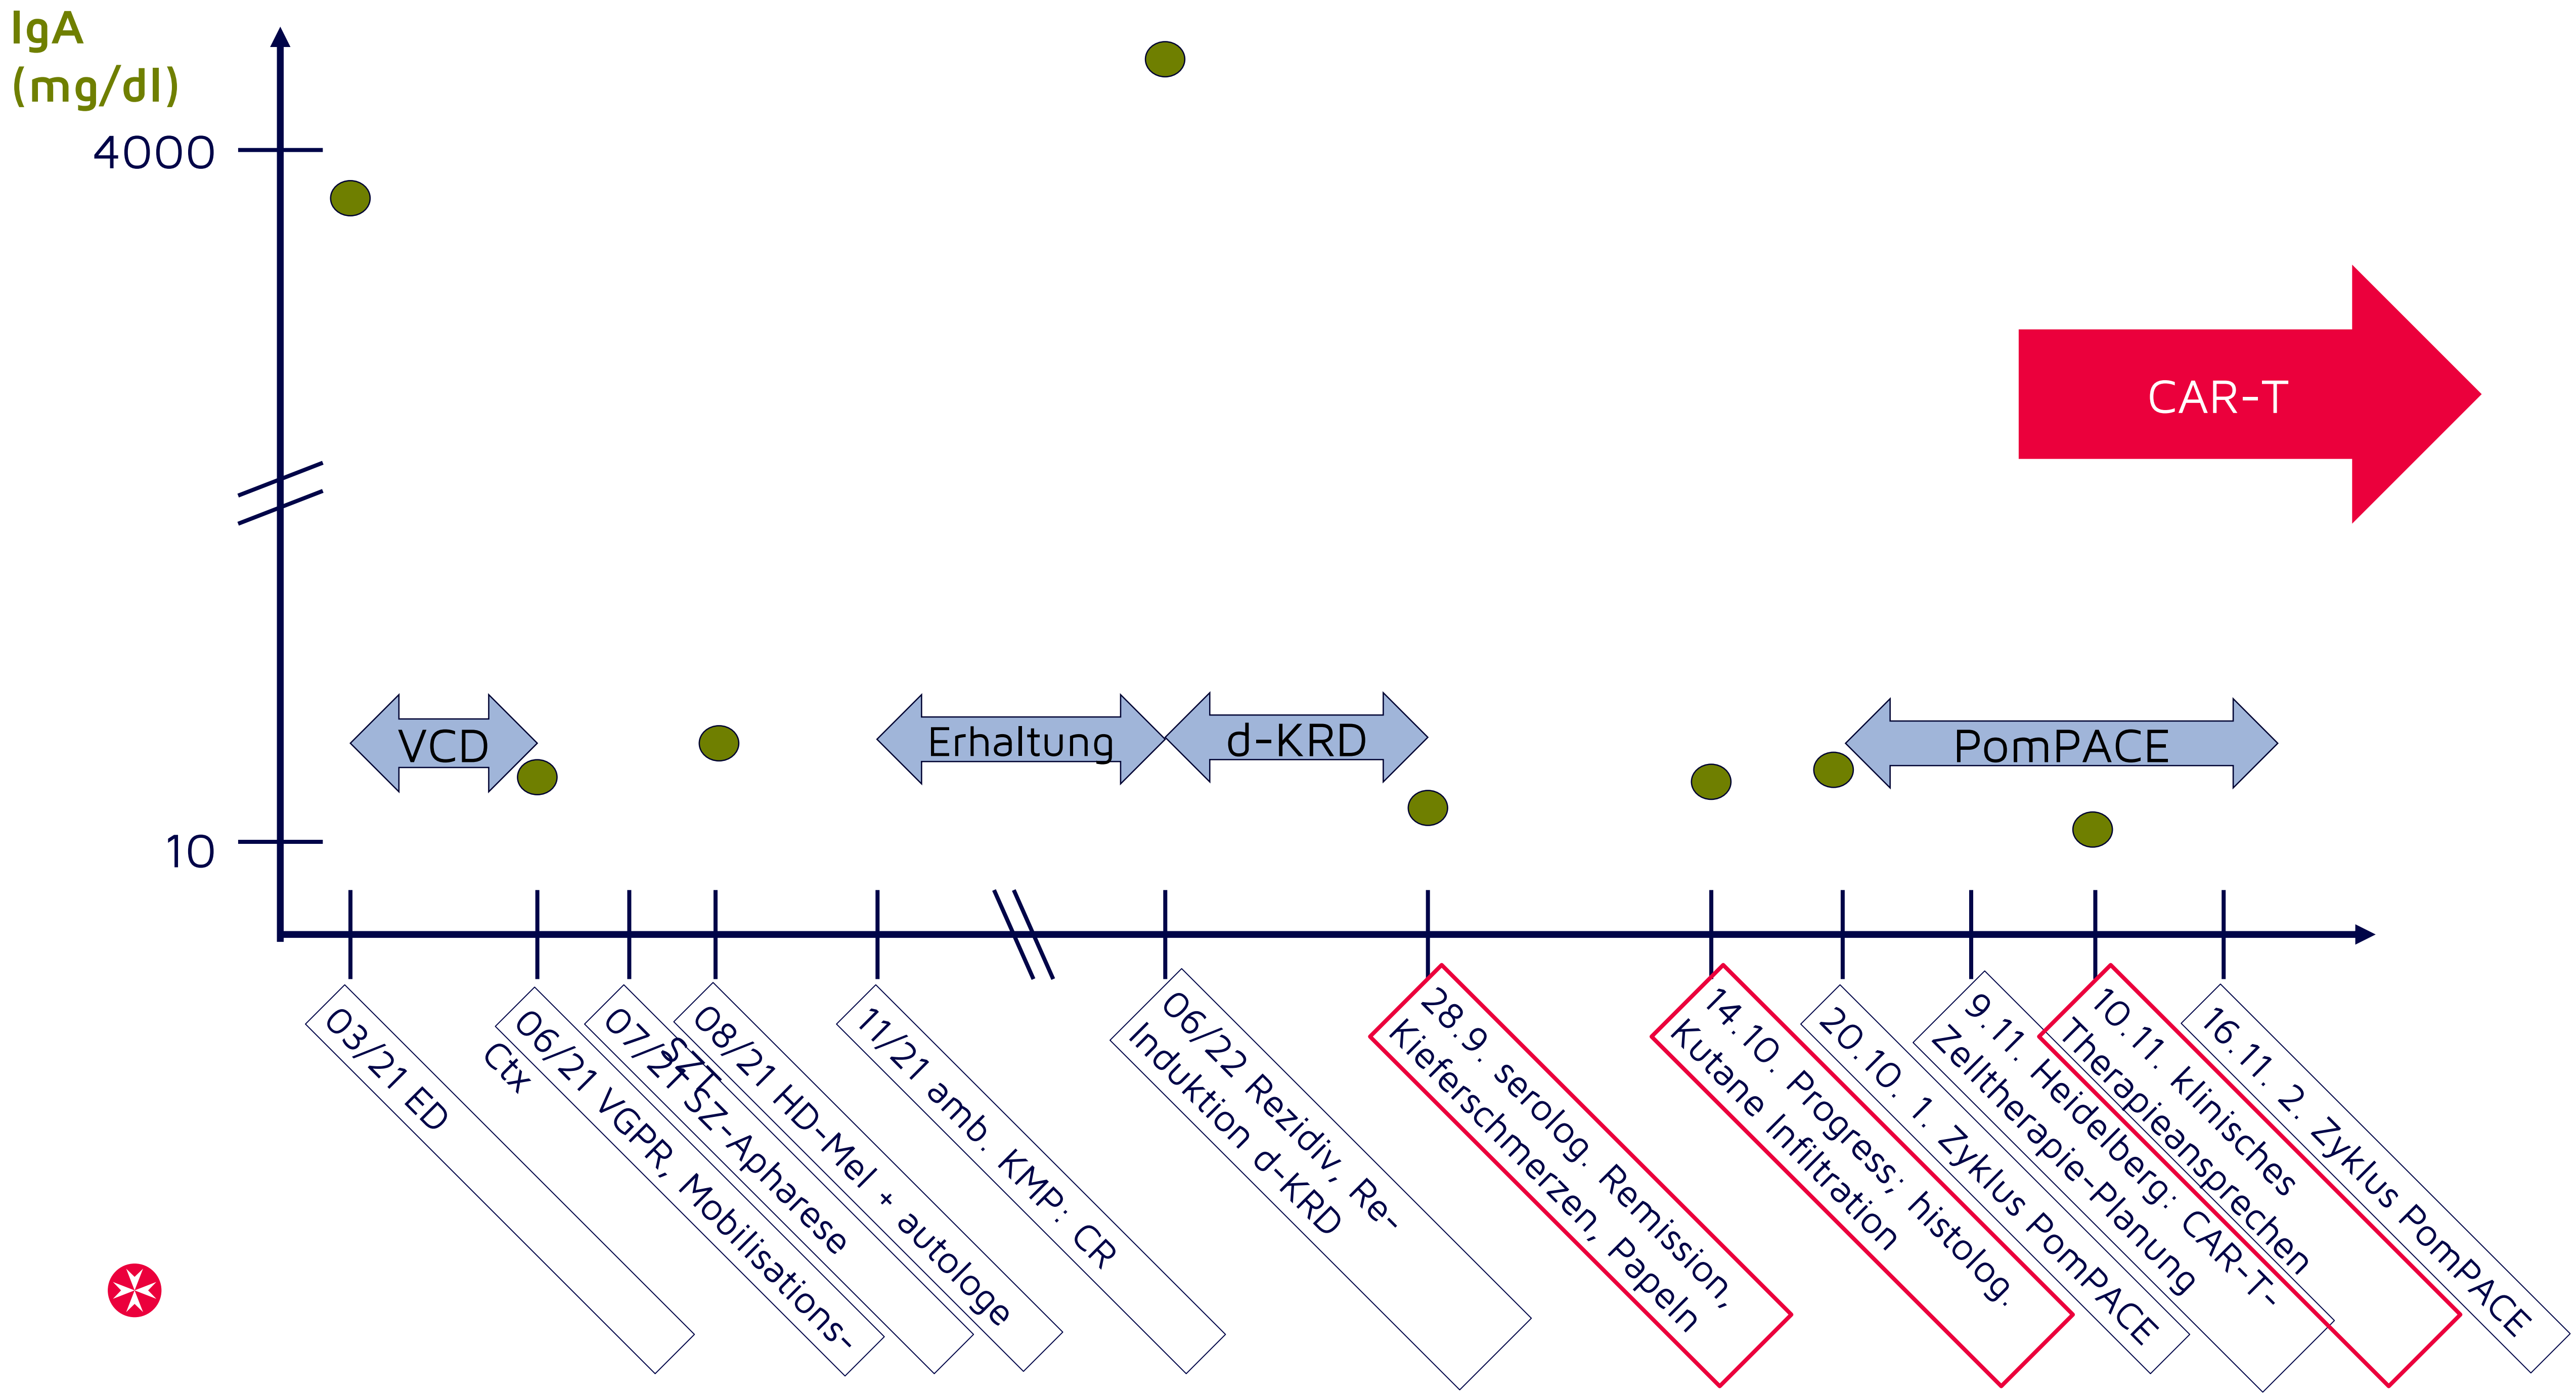 IgA
(mg/dl)
4000
CAR-T
VCD
Erhaltung
d-KRD
PomPACE
10
03/21 ED
06/21 VGPR, Mobilisations-
Ctx
07/21 SZ-Apharese
08/21 HD-Mel + autologe
SZT
11/21 amb. KMP: CR
06/22 Rezidiv, Re-
Induktion d-KRD
28.9. serolog. Remission,
Kieferschmerzen, Papeln
14.10. Progress; histolog.
Kutane Infiltration
20.10. 1. Zyklus PomPACE
9.11. Heidelberg: CAR-T-
Zelltherapie-Planung
10.11. klinisches
Therapieansprechen
16.11. 2. Zyklus PomPACE